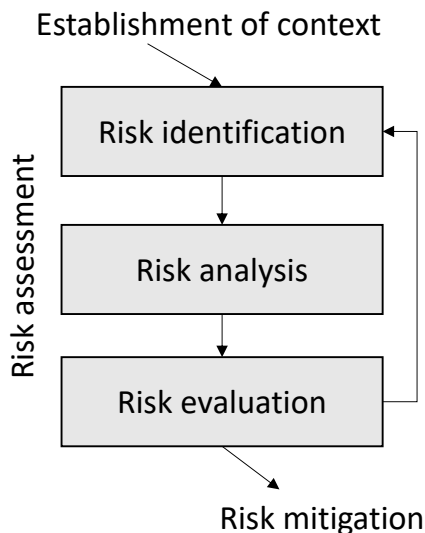 Establishment of context
Risk identification
Risk assessment
Risk analysis
Risk evaluation
Risk mitigation